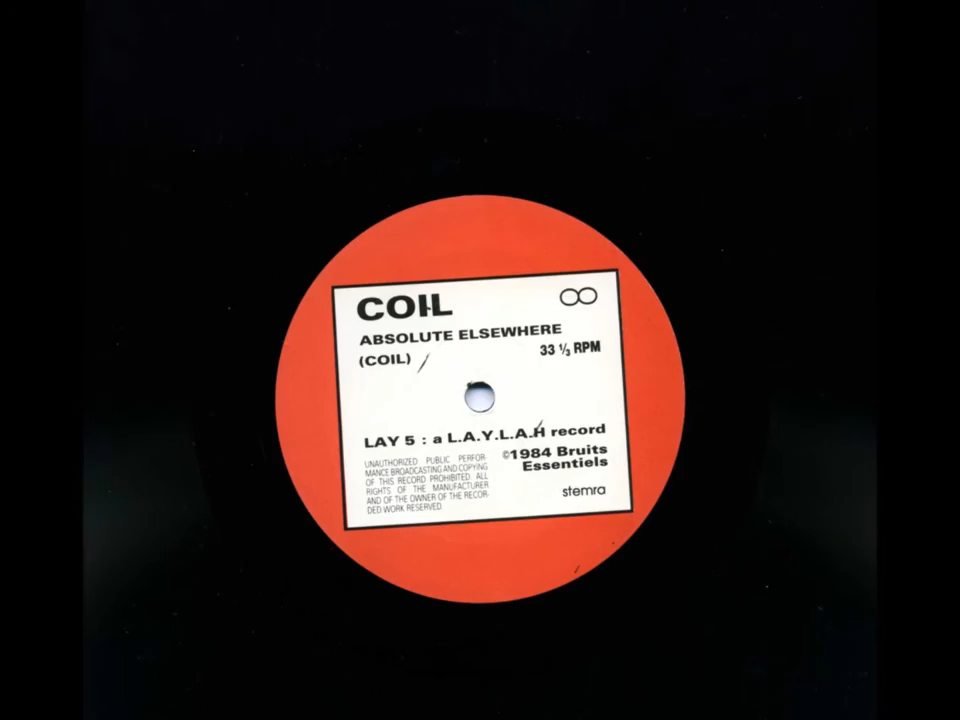 COIL
∞
ABSOLUTE ELSEWHERE
(COIL)
33 ⅓ RPM
LAY 5 : a L.A.Y.L.A.H record
UNAUTHORIZED PUBLIC PERFOR-
MANCE BROADCASTING AND COPYING
OF THIS RECORD PROHIBITED. ALL
RIGHTS OF THE MANUFACTURER
AND OF THE OWNER OF THE RECOR-
DED WORK RESERVED.
©1984 Bruits
Essentiels
stemra